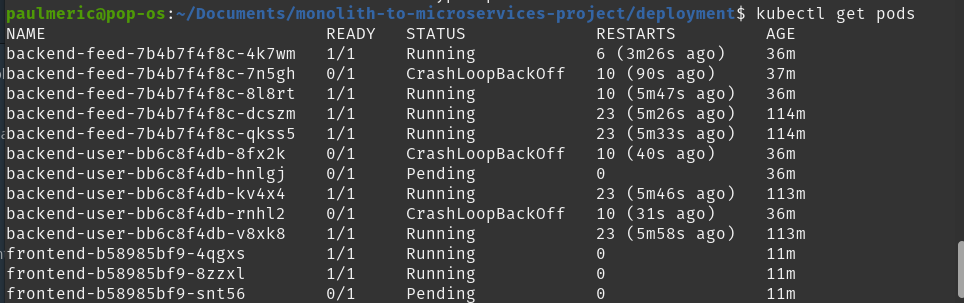 paulmeric@pop-os:~/Documents/monolith-to-microservices-project/deployment$ kubectl get pods
NAME READY STATUS RESTARTS AGE
backend-feed-7b4b7f4f8c-4k7wm 1/1 Running 6 (3m26s ago) 36m
backend-feed-7b4b7f4f8c-7n5gh 0/1 CrashLoopBackOff 10 (90s ago) 37m
backend-feed-7b4b7f4f8c-8l8rt 1/1 Running 10 (5m47s ago) 36m
backend-feed-7b4b7f4f8c-dcszm 1/1 Running 23 (5m26s ago) 114m
backend-feed-7b4b7f4f8c-qkss5 1/1 Running 23 (5m33s ago) 114m
backend-user-bb6c8f4db-8fx2k 0/1 CrashLoopBackOff 10 (40s ago) 36m
backend-user-bb6c8f4db-hnlgj 0/1 Pending 0 36m
backend-user-bb6c8f4db-kv4x4 1/1 Running 23 (5m46s ago) 113m
backend-user-bb6c8f4db-rnhl2 0/1 CrashLoopBackOff 10 (31s ago) 36m
backend-user-bb6c8f4db-v8xk8 1/1 Running 23 (5m58s ago) 113m
frontend-b58985bf9-4qgxs 1/1 Running 0 11m
frontend-b58985bf9-8zzxl 1/1 Running 0 11m
frontend-b58985bf9-snt56 0/1 Pending 0 11m